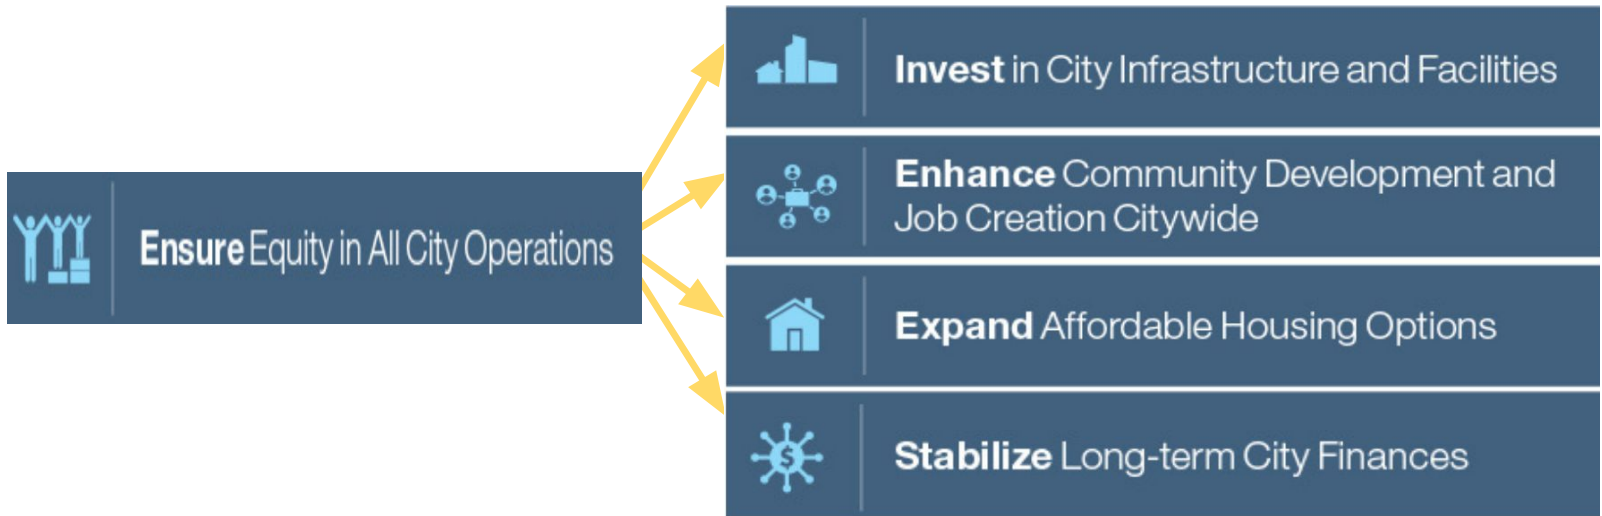 Ensure Equity in All City Operations
Invest in City Infrastructure and Facilities
Enhance Community Development and
Job Creation Citywide
Expand Affordable Housing Options
$
Stabilize Long-term City Finances